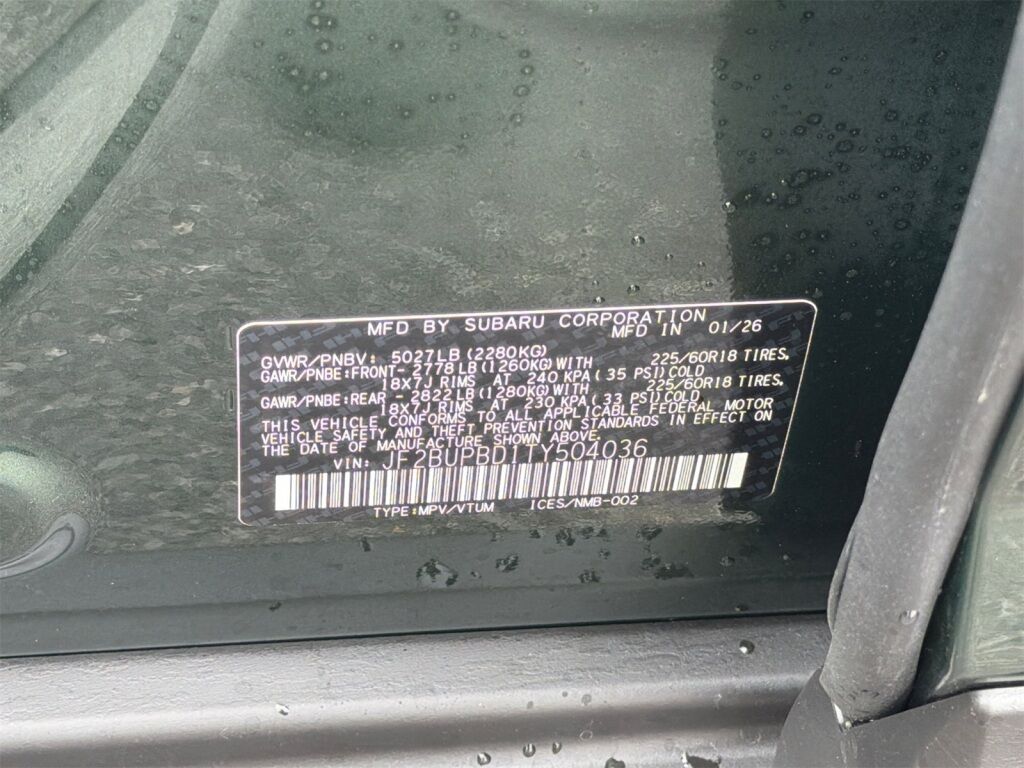 MFD BY SUBARU CORPORATION
MFD IN 01/26
GVWR/PNBV: 5027LB (2280KG)
GAWR/PNBE:FRONT- 2778LB (1260KG) WITH 225/60R18 TIRES,
18X7J RIMS AT 240 KPA ( 35 PSI) COLD
GAWR/PNBE:REAR - 2822LB (1280KG) WITH 225/60R18 TIRES,
18X7J RIMS AT 230 KPA ( 33 PSI) COLD
THIS VEHICLE CONFORMS TO ALL APPLICABLE FEDERAL MOTOR
VEHICLE SAFETY AND THEFT PREVENTION STANDARDS IN EFFECT ON
THE DATE OF MANUFACTURE SHOWN ABOVE.
VIN: JF2BUPBD1TY504036
TYPE:MPV/VTUM ICES/NMB-002